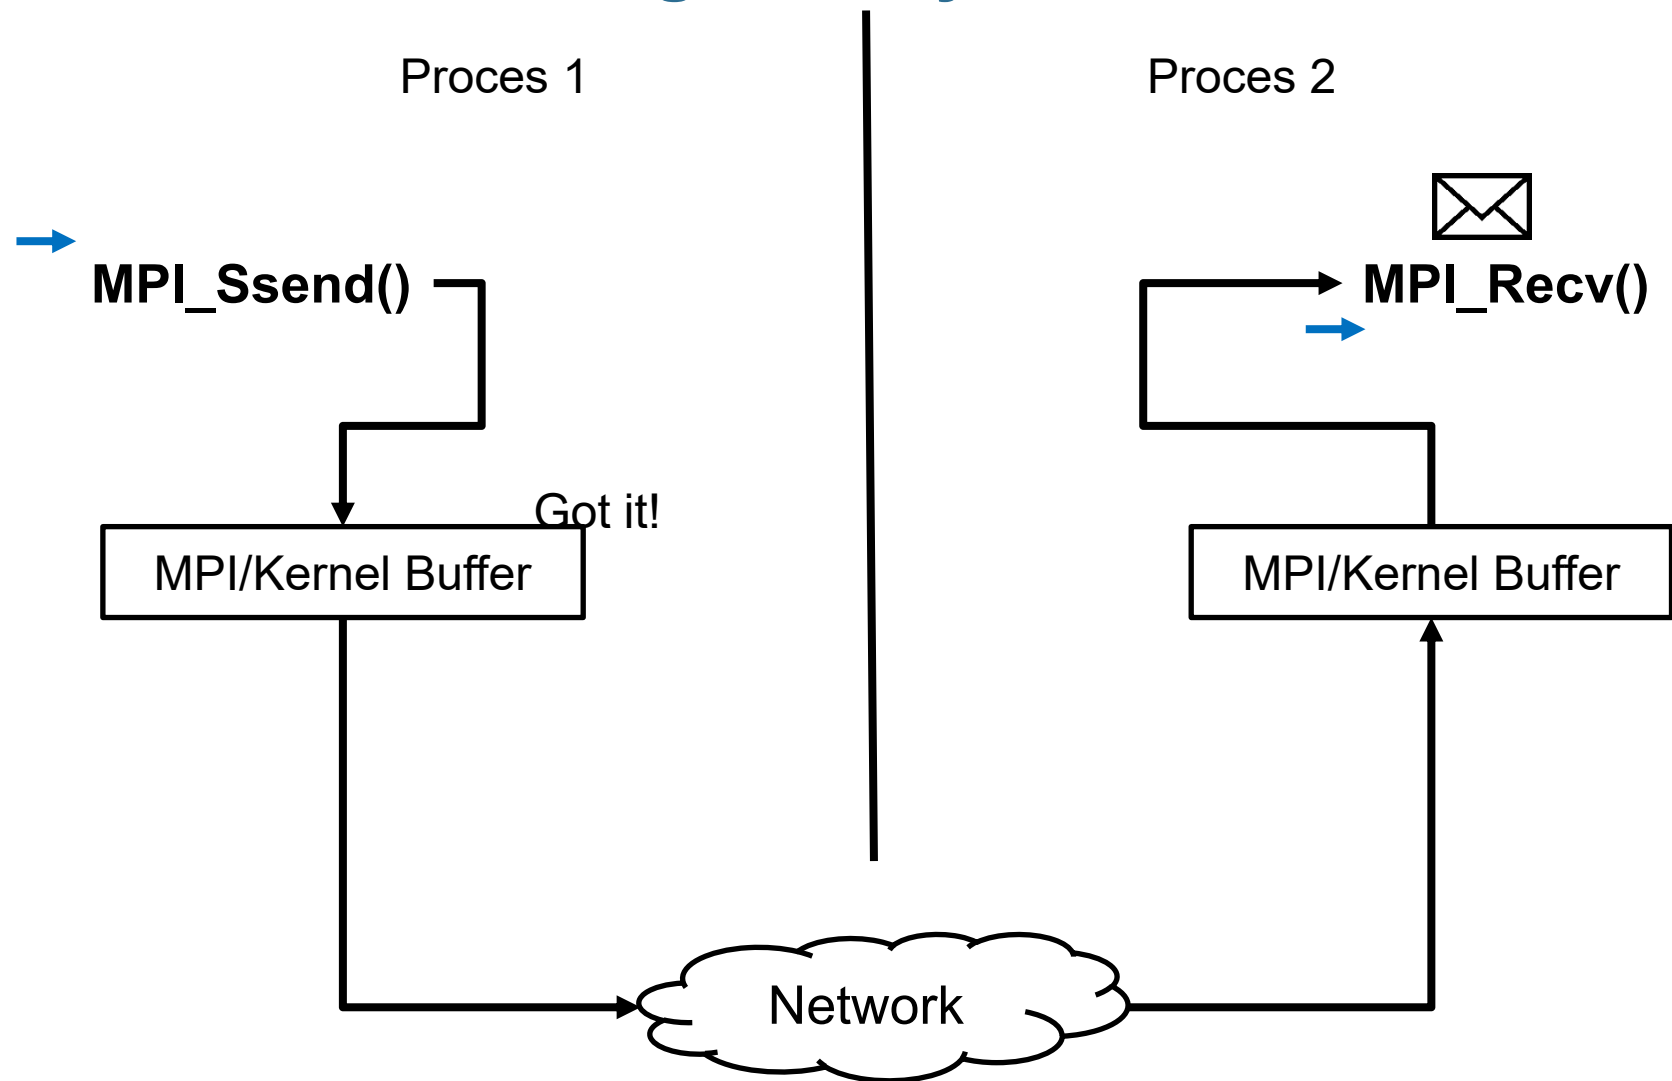 Proces 1
Proces 2
MPI_Ssend()
MPI_Recv()
Got it!
MPI/Kernel Buffer
MPI/Kernel Buffer
Network